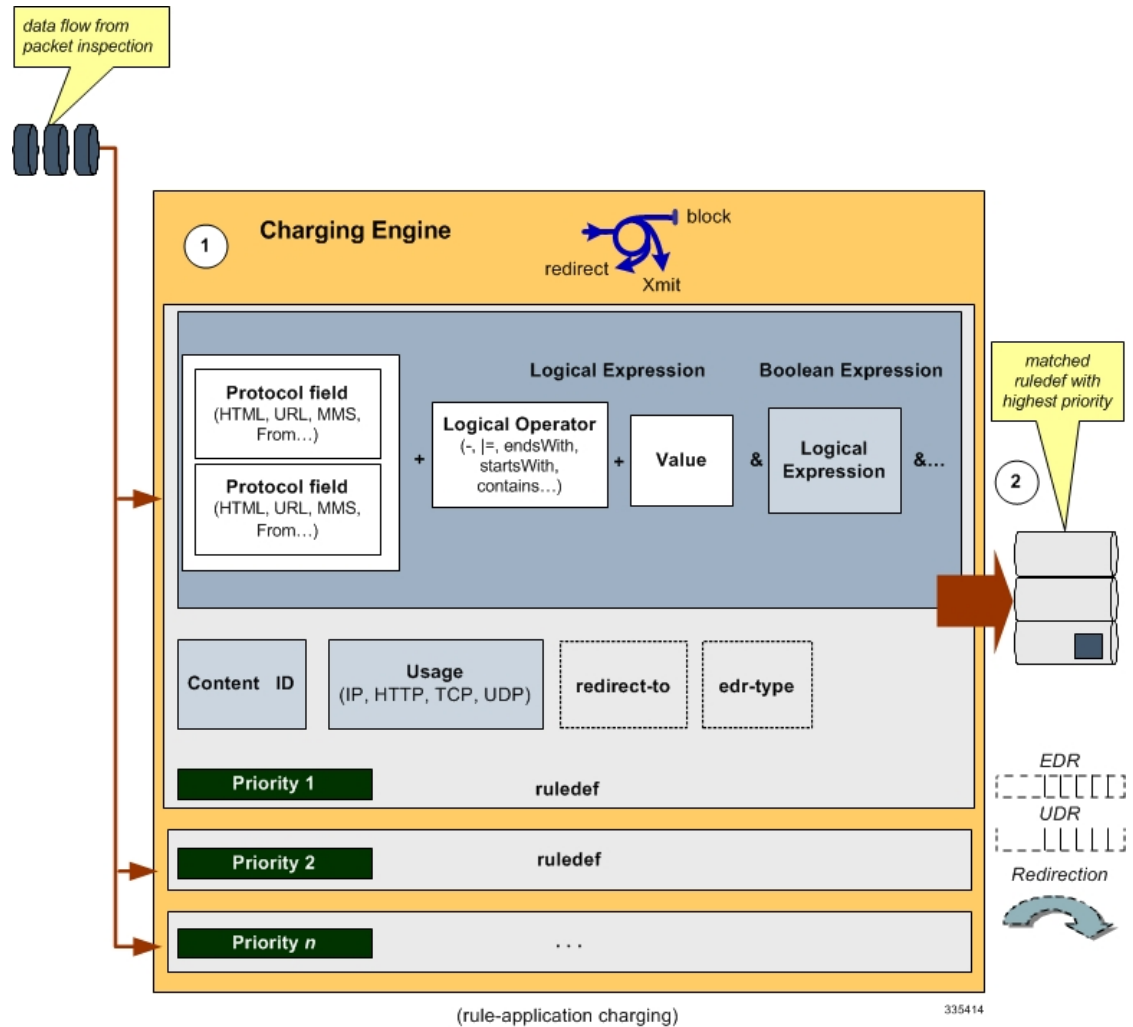 data flow from
packet inspection
1
Charging Engine
block
redirect
Xmit
Logical Expression
Boolean Expression
Protocol field
(HTML, URL, MMS,
From...)
Protocol field
(HTML, URL, MMS,
From...)
+
Logical Operator
(-, |=, endsWith,
startsWith,
contains...)
+
Value
&
Logical
Expression
&...
matched
ruledef with
highest priority
2
Content ID
Usage
(IP, HTTP, TCP, UDP)
redirect-to
edr-type
Priority 1
ruledef
EDR
UDR
Redirection
Priority 2
ruledef
Priority n
...
(rule-application charging)
335414